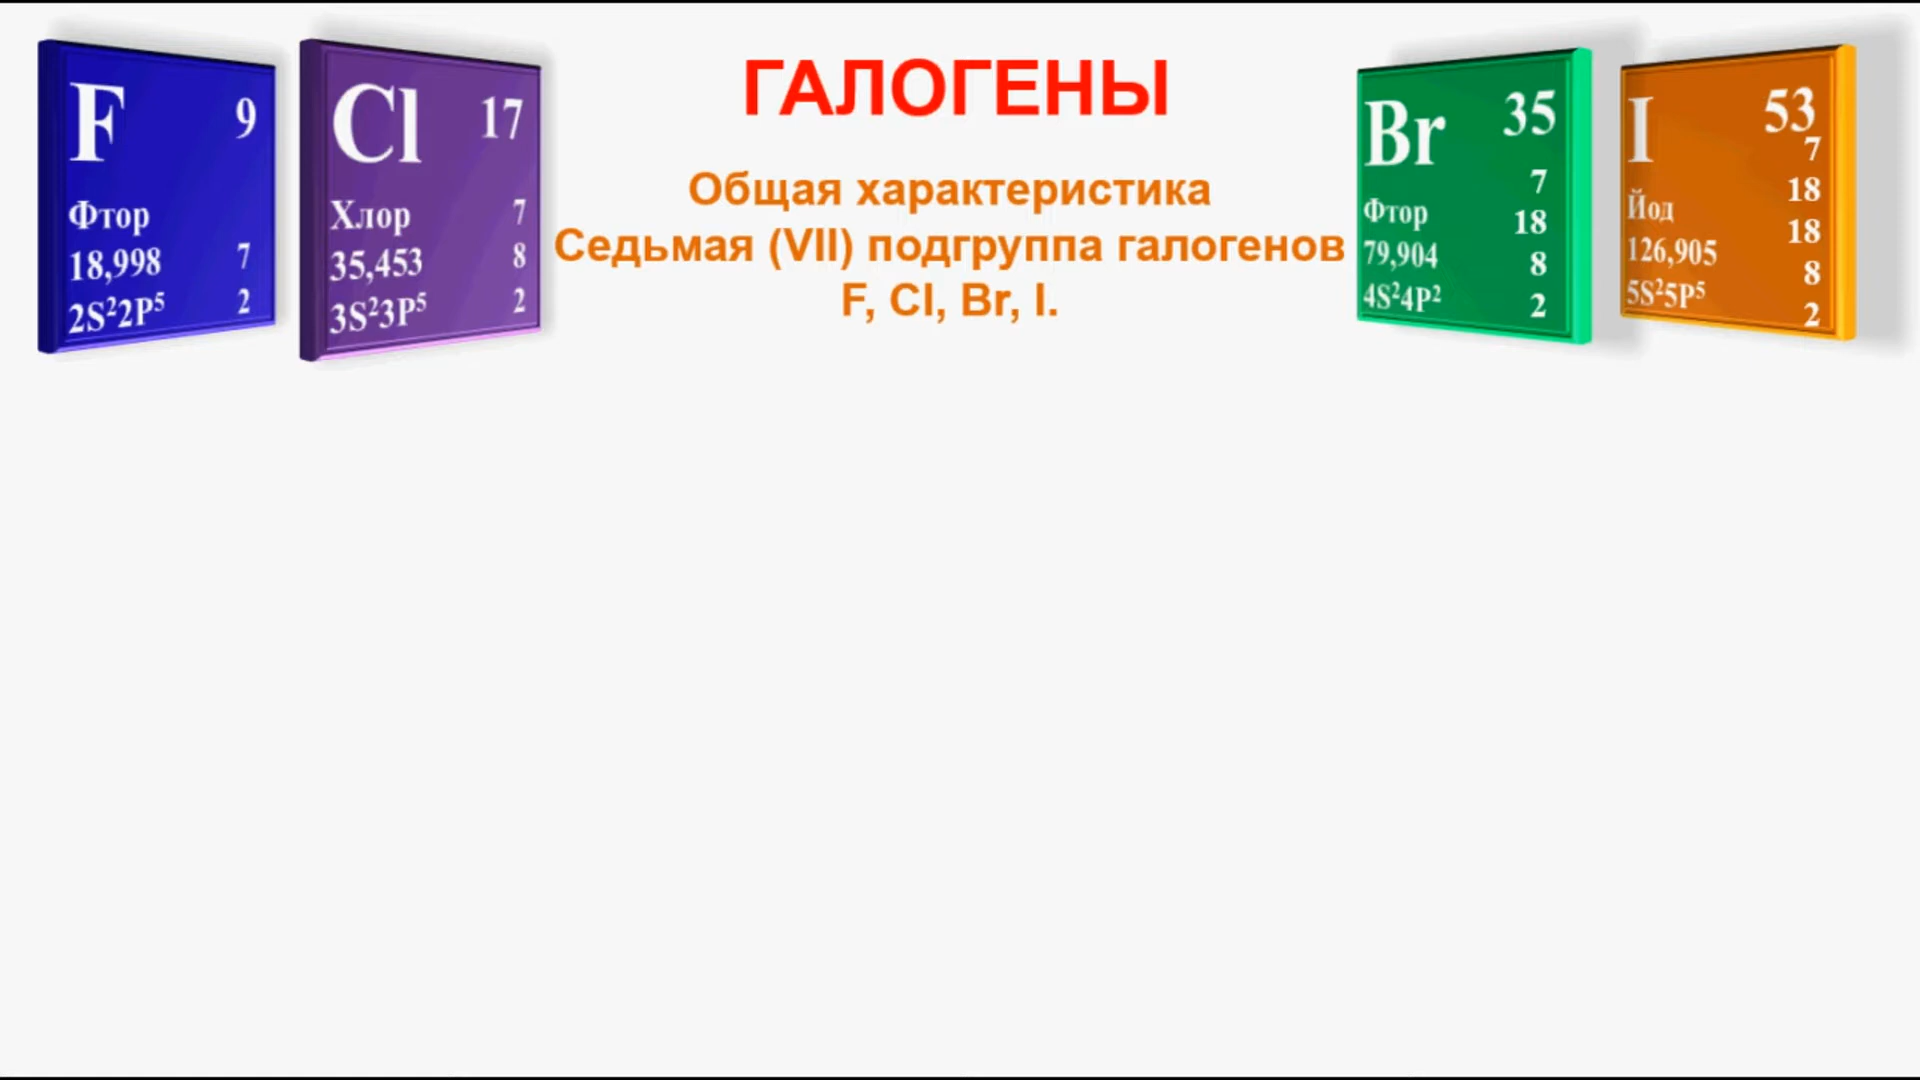 F 9
Фтор
18,998 7
2S²2P⁵ 2
Cl 17
Хлор 7
35,453 8
3S²3P⁵ 2
ГАЛОГЕНЫ
Общая характеристика
Седьмая (VII) подгруппа галогенов
F, Cl, Br, I.
Br 35
7
Фтор 18
79,904 8
4S²4P² 2
I 53
7
18
Йод 18
126,905 8
5S²5P⁵ 2